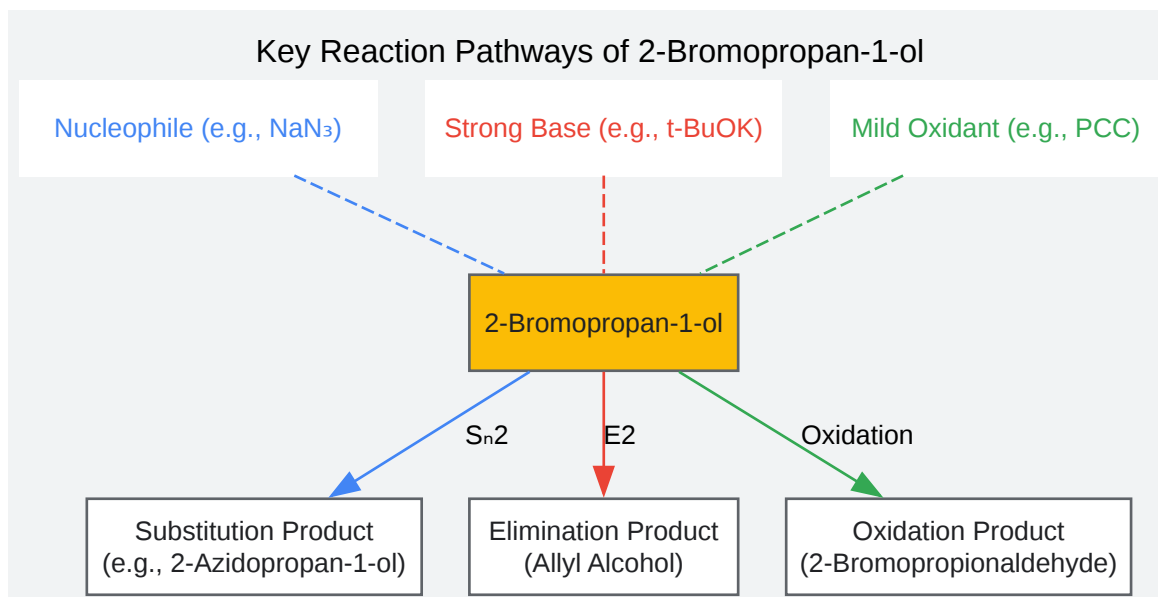 Key Reaction Pathways of 2-Bromopropan-1-ol
Nucleophile (e.g., NaN₃)
Strong Base (e.g., t-BuOK)
Mild Oxidant (e.g., PCC)
2-Bromopropan-1-ol
Sₙ2
E2
Oxidation
Substitution Product
(e.g., 2-Azidopropan-1-ol)
Elimination Product
(Allyl Alcohol)
Oxidation Product
(2-Bromopropionaldehyde)